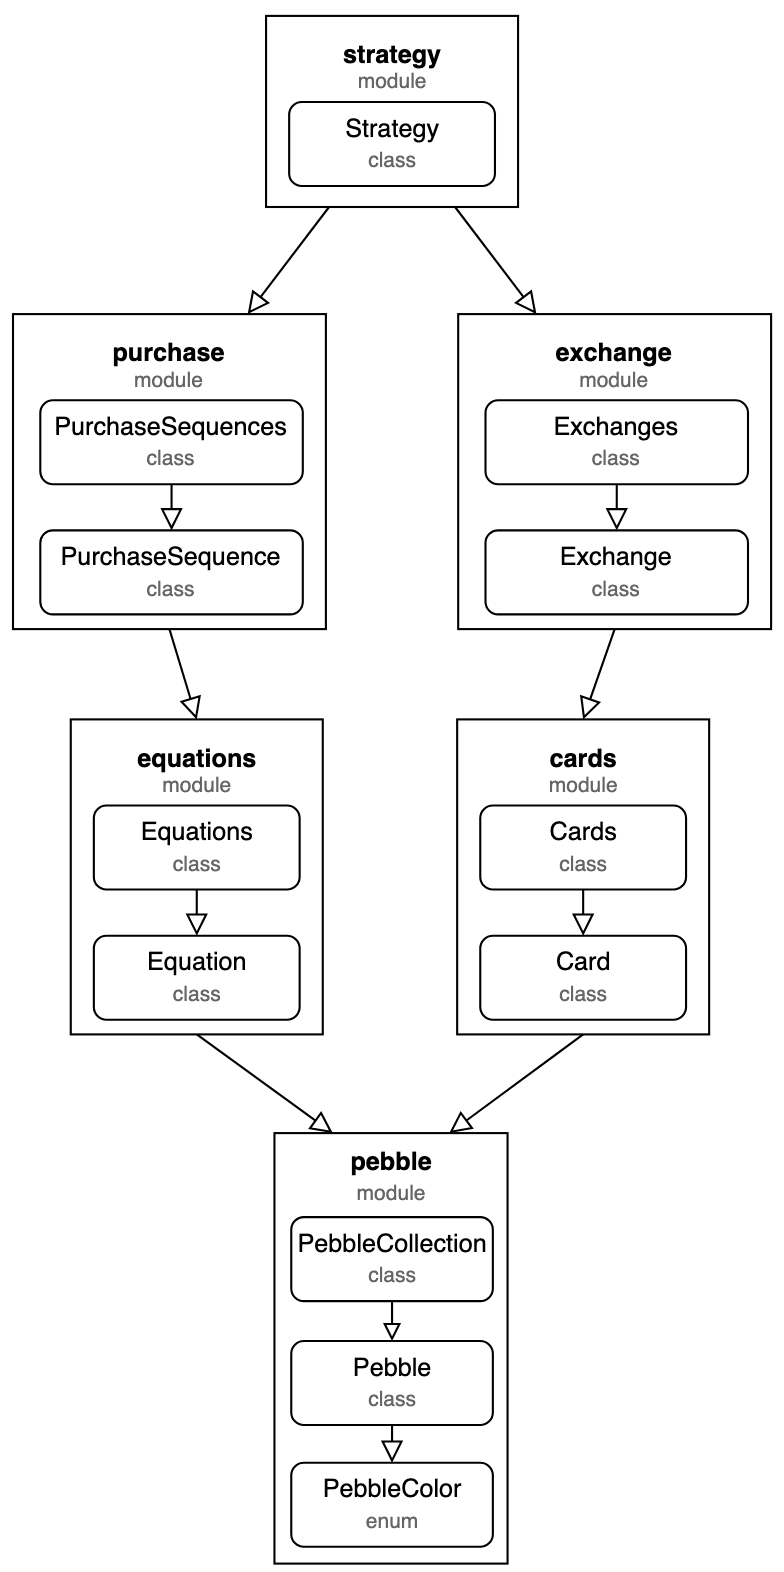 strategy
module
Strategy
class
purchase
module
PurchaseSequences
class
PurchaseSequence
class
exchange
module
Exchanges
class
Exchange
class
equations
module
Equations
class
Equation
class
cards
module
Cards
class
Card
class
pebble
module
PebbleCollection
class
Pebble
class
PebbleColor
enum